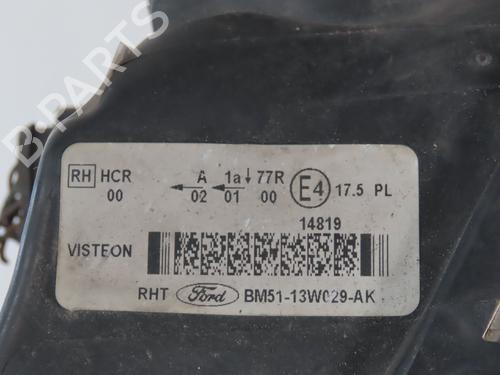 B-PARTS
RH HCR A 1a↓77R E4 17.5 PL
00 02 01 00
14819
VISTEON
RHT Ford BM51-13W029-AK